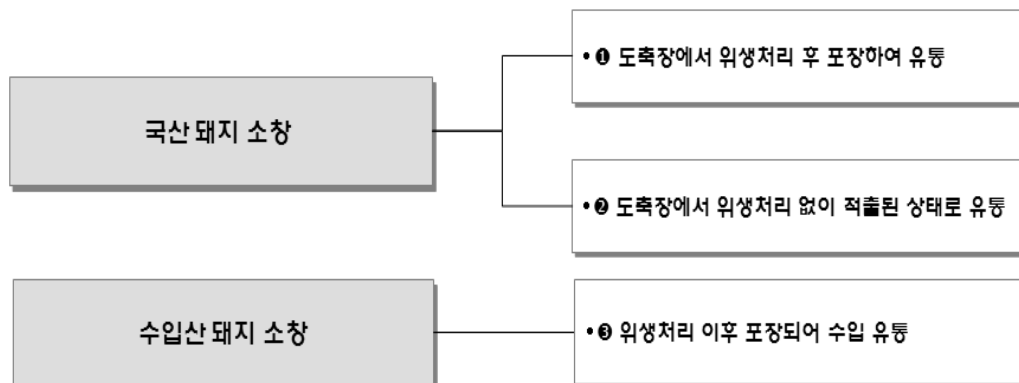 • ❶ 도축장에서 위생처리 후 포장하여 유통
국산 돼지 소창
• ❷ 도축장에서 위생처리 없이 적출된 상태로 유통
수입산 돼지 소창
• ❸ 위생처리 이후 포장되어 수입 유통